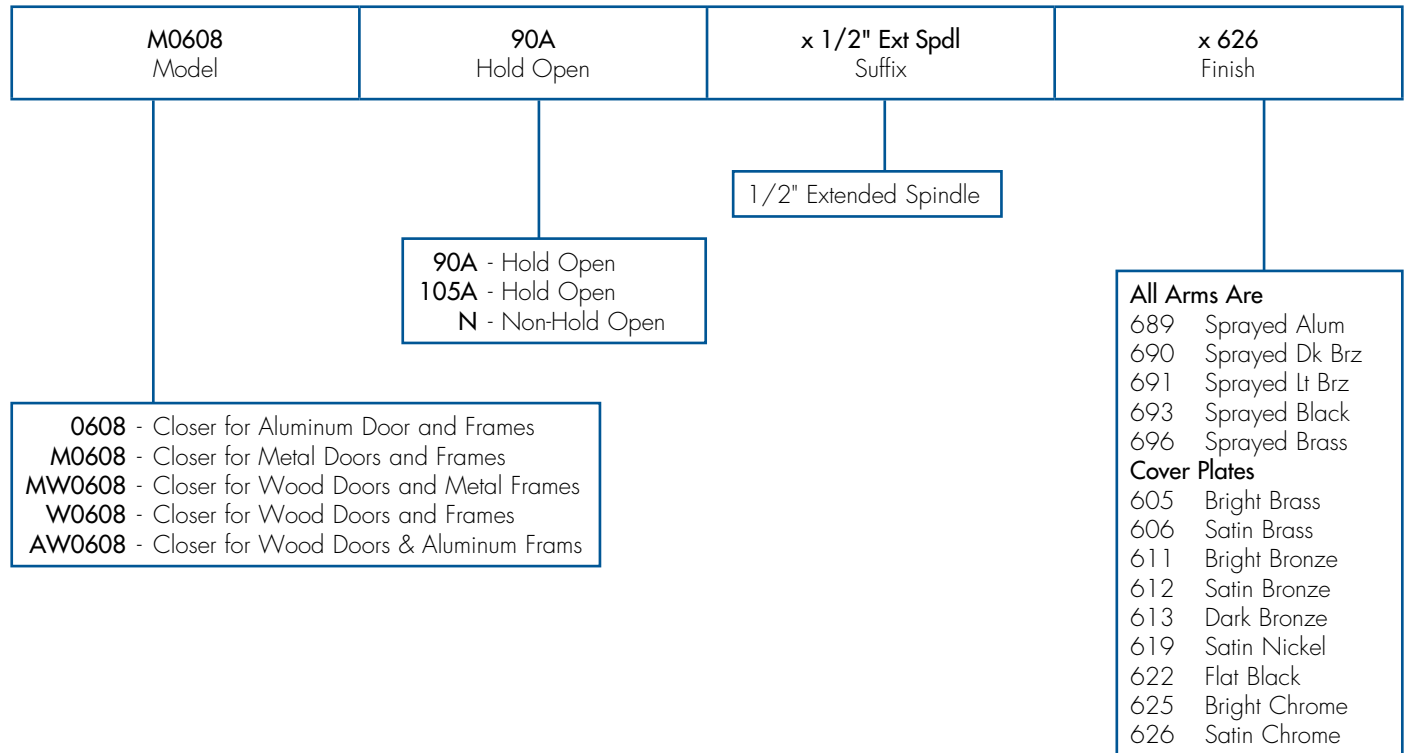 M0608
Model
90A
Hold Open
x 1/2" Ext Spdl
Suffix
x 626
Finish
1/2" Extended Spindle
90A - Hold Open
105A - Hold Open
N - Non-Hold Open
0608 - Closer for Aluminum Door and Frames
M0608 - Closer for Metal Doors and Frames
MW0608 - Closer for Wood Doors and Metal Frames
W0608 - Closer for Wood Doors and Frames
AW0608 - Closer for Wood Doors & Aluminum Frams
All Arms Are
689 Sprayed Alum
690 Sprayed Dk Brz
691 Sprayed Lt Brz
693 Sprayed Black
696 Sprayed Brass
Cover Plates
605 Bright Brass
606 Satin Brass
611 Bright Bronze
612 Satin Bronze
613 Dark Bronze
619 Satin Nickel
622 Flat Black
625 Bright Chrome
626 Satin Chrome